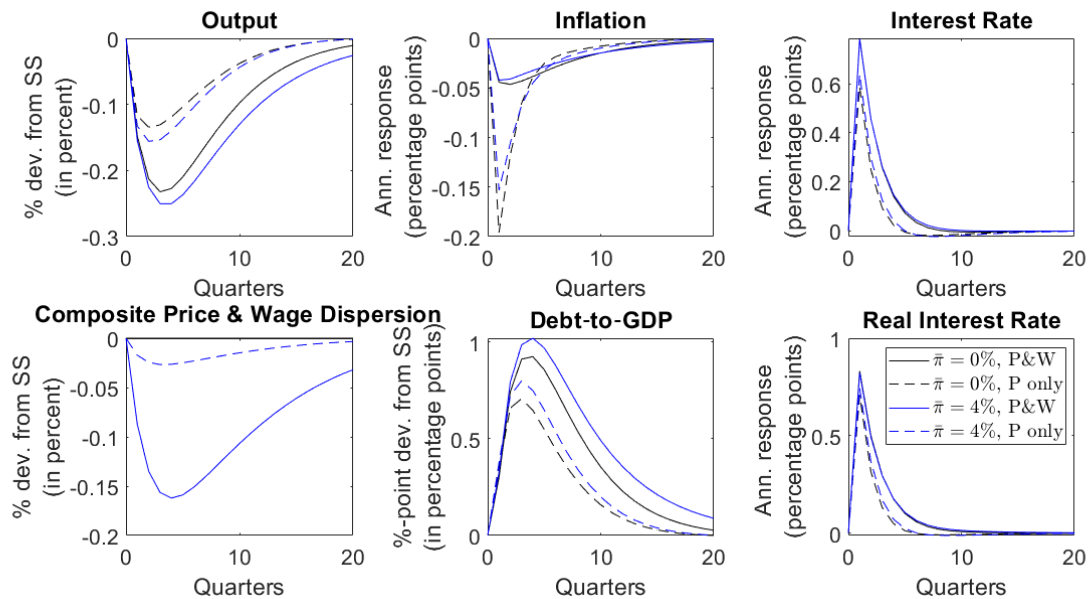 Output
0
-0.1
-0.2
-0.3
% dev. from SS
(in percent)
0 10 20
Quarters
Inflation
0
-0.05
-0.1
-0.15
-0.2
Ann. response
(percentage points)
0 10 20
Quarters
Interest Rate
0.6
0.4
0.2
0
Ann. response
(percentage points)
0 10 20
Quarters
Composite Price & Wage Dispersion
0
-0.05
-0.1
-0.15
-0.2
% dev. from SS
(in percent)
0 10 20
Quarters
Debt-to-GDP
1
0.5
0
%-point dev. from SS
(in percentage points)
0 10 20
Quarters
Real Interest Rate
1
0.5
0
Ann. response
(percentage points)
π̄ = 0%, P&W
π̄ = 0%, P only
π̄ = 4%, P&W
π̄ = 4%, P only
0 10 20
Quarters